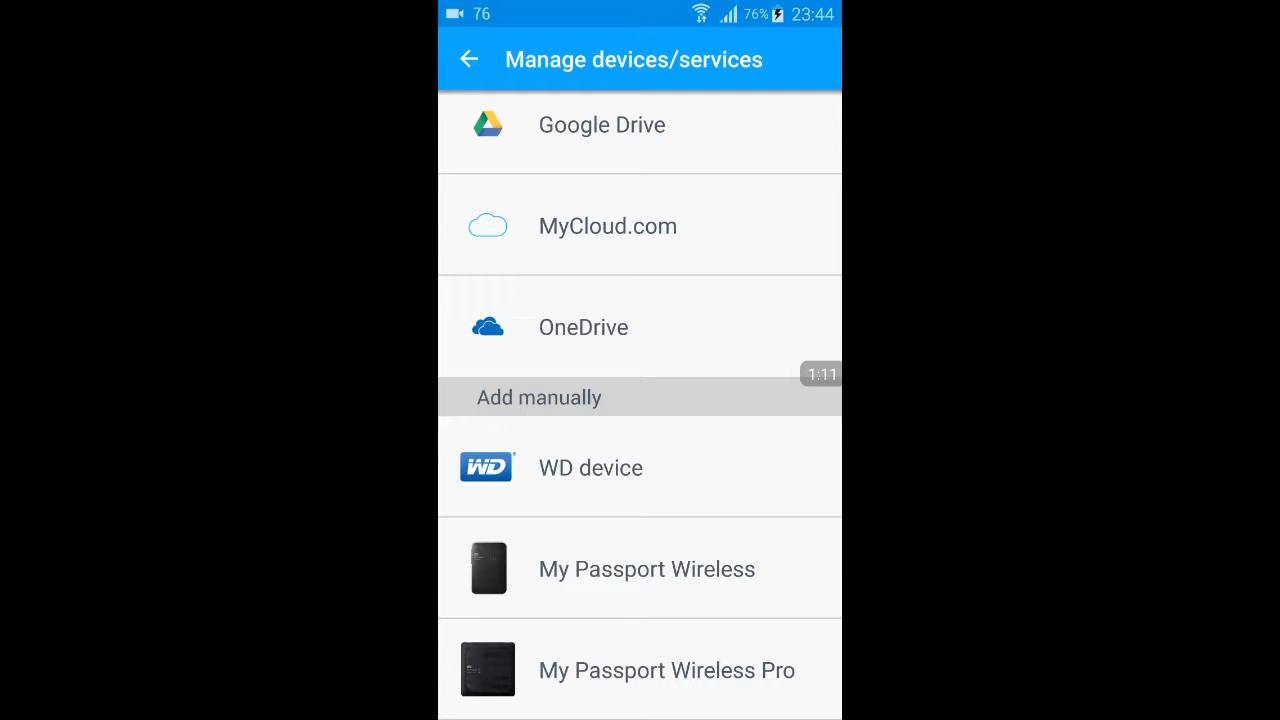 76 76% 23:44
Manage devices/services
Google Drive
MyCloud.com
OneDrive
1:11
Add manually
WD WD device
My Passport Wireless
My Passport Wireless Pro